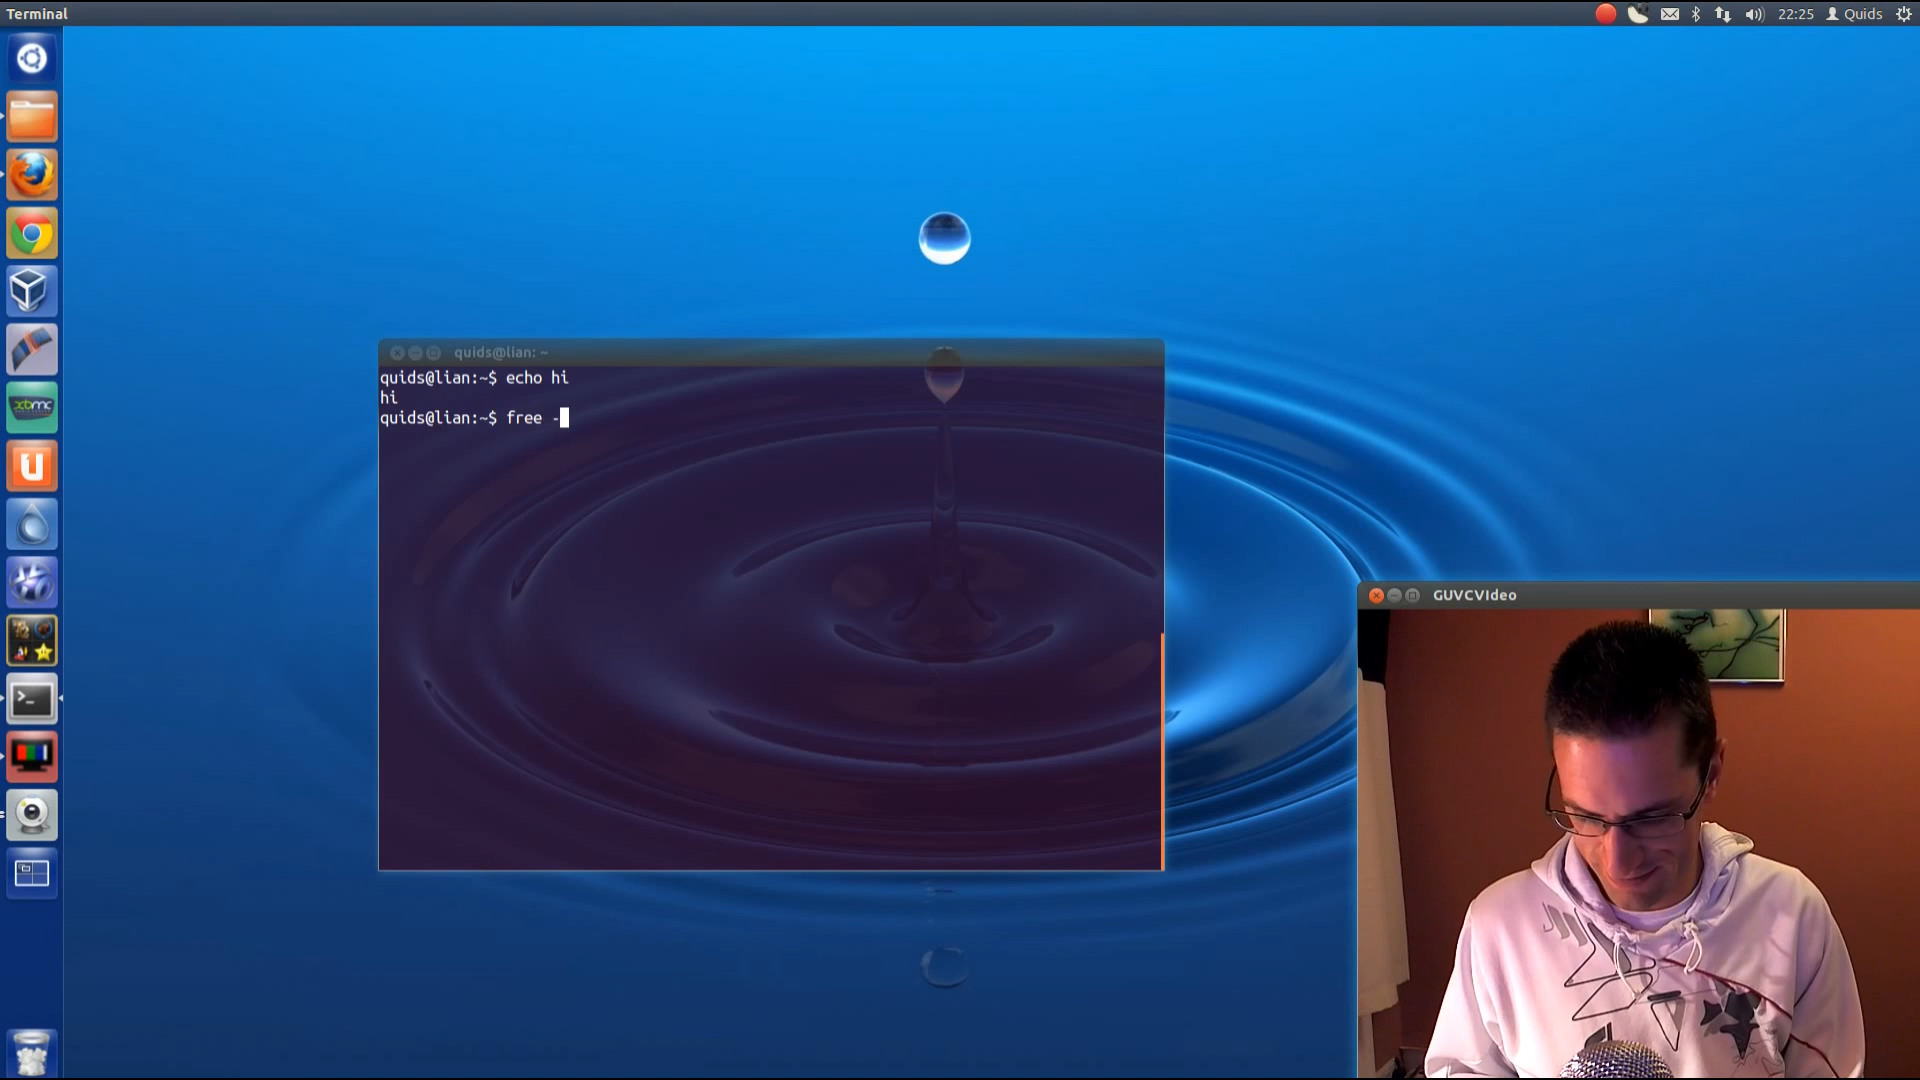 Terminal
22:25 Quids
quids@lian: ~
quids@lian:~$ echo hi
hi
quids@lian:~$ free -
GUVCVIdeo
xbmc
U
>_